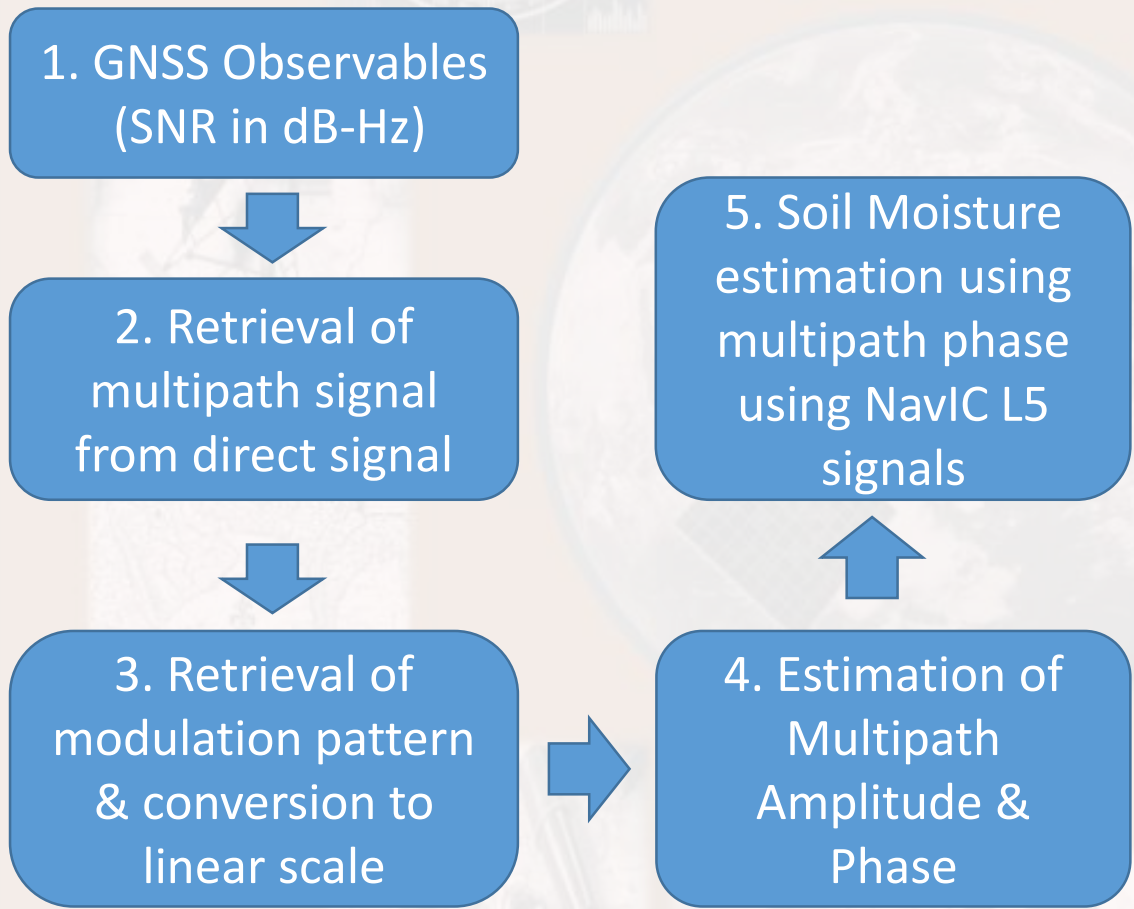 1. GNSS Observables
(SNR in dB-Hz)
2. Retrieval of
multipath signal
from direct signal
3. Retrieval of
modulation pattern
& conversion to
linear scale
4. Estimation of
Multipath
Amplitude &
Phase
5. Soil Moisture
estimation using
multipath phase
using NavIC L5
signals